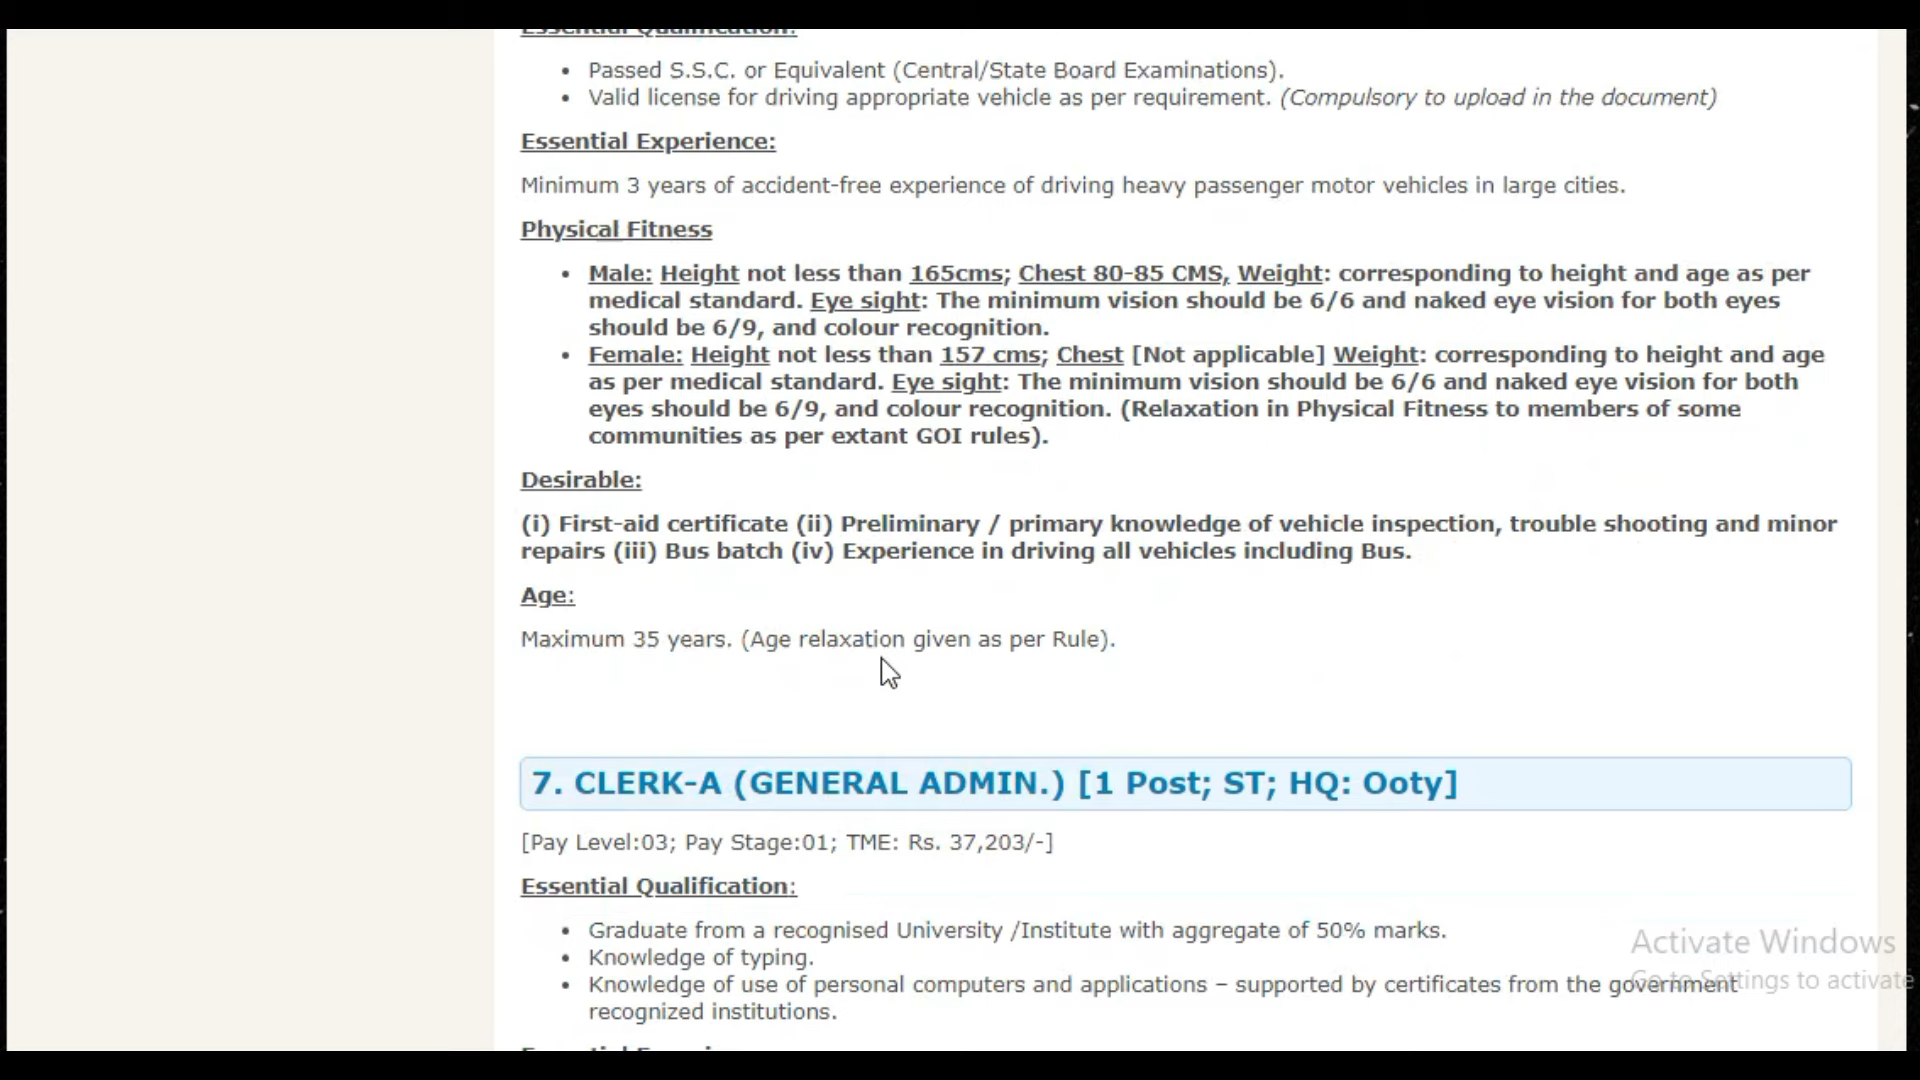 Essential Qualification:
• Passed S.S.C. or Equivalent (Central/State Board Examinations).
• Valid license for driving appropriate vehicle as per requirement. (Compulsory to upload in the document)
Essential Experience:
Minimum 3 years of accident-free experience of driving heavy passenger motor vehicles in large cities.
Physical Fitness
• Male: Height not less than 165cms; Chest 80-85 CMS, Weight: corresponding to height and age as per
medical standard. Eye sight: The minimum vision should be 6/6 and naked eye vision for both eyes
should be 6/9, and colour recognition.
• Female: Height not less than 157 cms; Chest [Not applicable] Weight: corresponding to height and age
as per medical standard. Eye sight: The minimum vision should be 6/6 and naked eye vision for both
eyes should be 6/9, and colour recognition. (Relaxation in Physical Fitness to members of some
communities as per extant GOI rules).
Desirable:
(i) First-aid certificate (ii) Preliminary / primary knowledge of vehicle inspection, trouble shooting and minor
repairs (iii) Bus batch (iv) Experience in driving all vehicles including Bus.
Age:
Maximum 35 years. (Age relaxation given as per Rule).
7. CLERK-A (GENERAL ADMIN.) [1 Post; ST; HQ: Ooty]
[Pay Level:03; Pay Stage:01; TME: Rs. 37,203/-]
Essential Qualification:
• Graduate from a recognised University /Institute with aggregate of 50% marks.
• Knowledge of typing.
• Knowledge of use of personal computers and applications – supported by certificates from the government
recognized institutions.
Activate Windows
Go to Settings to activate